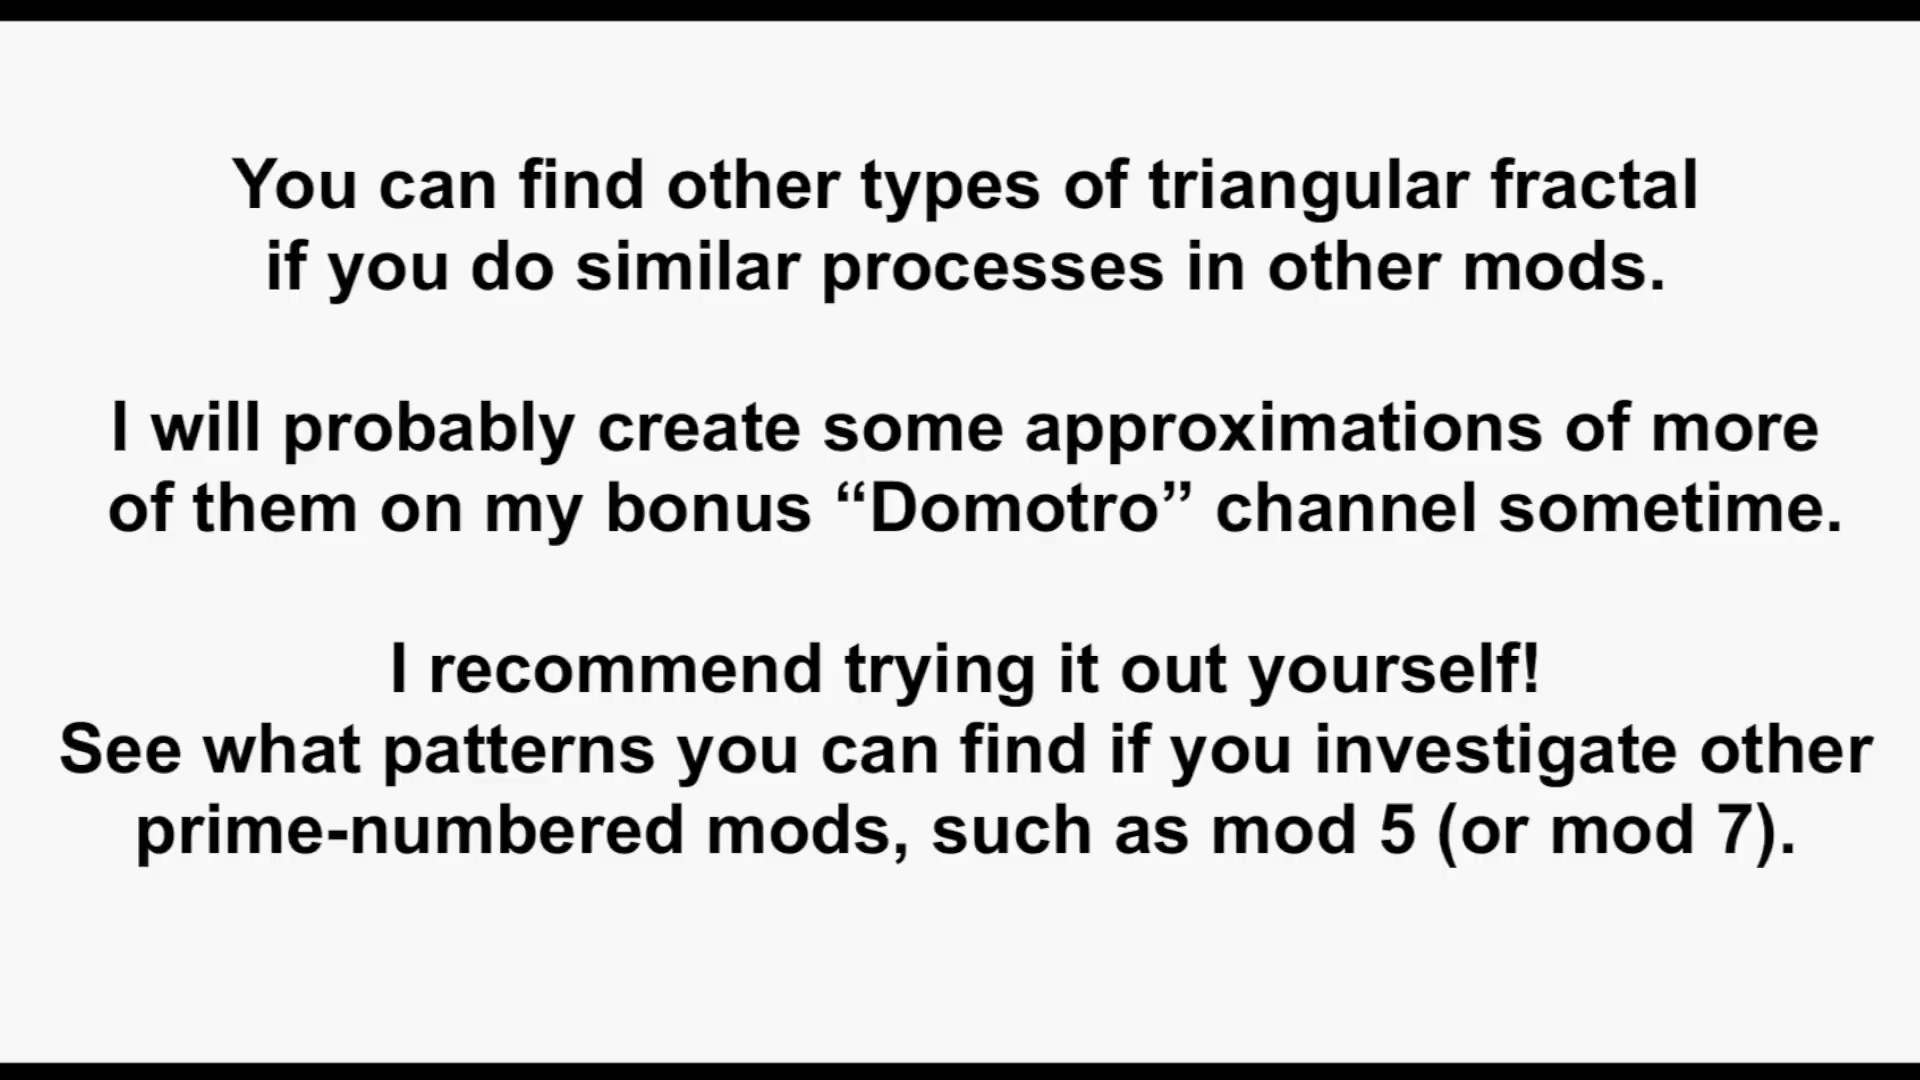 You can find other types of triangular fractal
if you do similar processes in other mods.
I will probably create some approximations of more
of them on my bonus “Domotro” channel sometime.
I recommend trying it out yourself!
See what patterns you can find if you investigate other
prime-numbered mods, such as mod 5 (or mod 7).